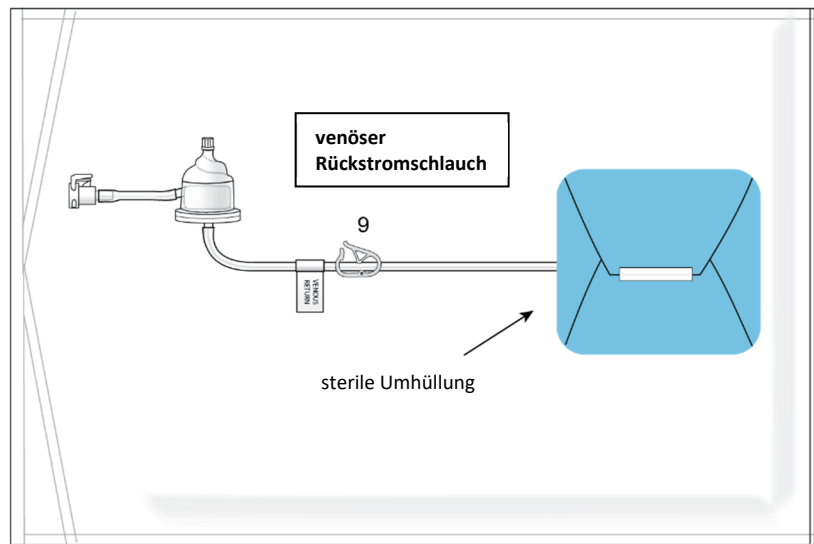 venöser
Rückstromschlauch
9
VENOUS
RETURN
sterile Umhüllung